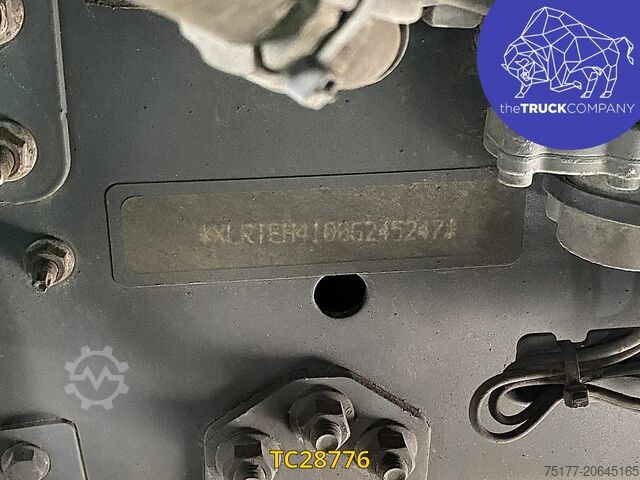 theTRUCKCOMPANY
*XLRTEH4100G245247*
TC28776
75177-20645165